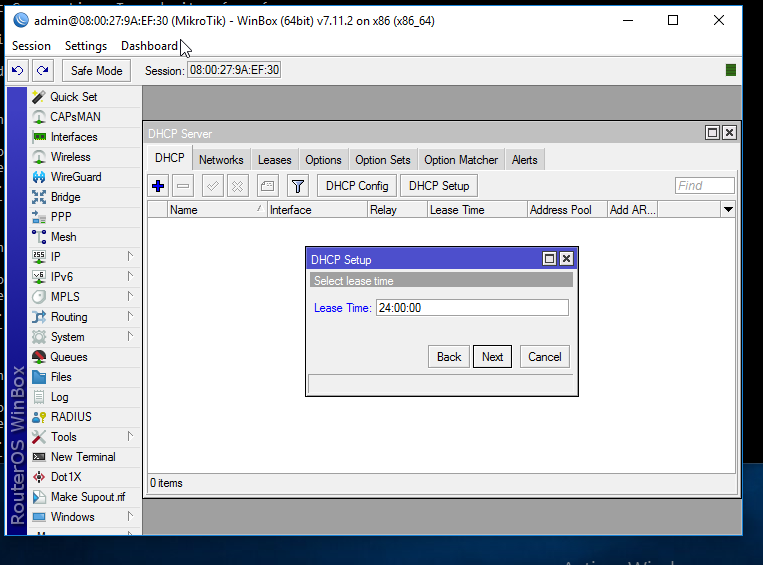 admin@08:00:27:9A:EF:30 (MikroTik) - WinBox (64bit) v7.11.2 on x86 (x86_64)
Session Settings Dashboard
Safe Mode Session: 08:00:27:9A:EF:30
Quick Set
CAPsMAN
Interfaces
Wireless
WireGuard
Bridge
PPP
Mesh
IP
IPv6
MPLS
Routing
System
Queues
Files
Log
RADIUS
Tools
New Terminal
Dot1X
Make Supout.rif
Windows
RouterOS WinBox
DHCP Server
DHCP Networks Leases Options Option Sets Option Matcher Alerts
DHCP Config DHCP Setup Find
Name Interface Relay Lease Time Address Pool Add AR...
DHCP Setup
Select lease time
Lease Time: 24:00:00
Back Next Cancel
0 items